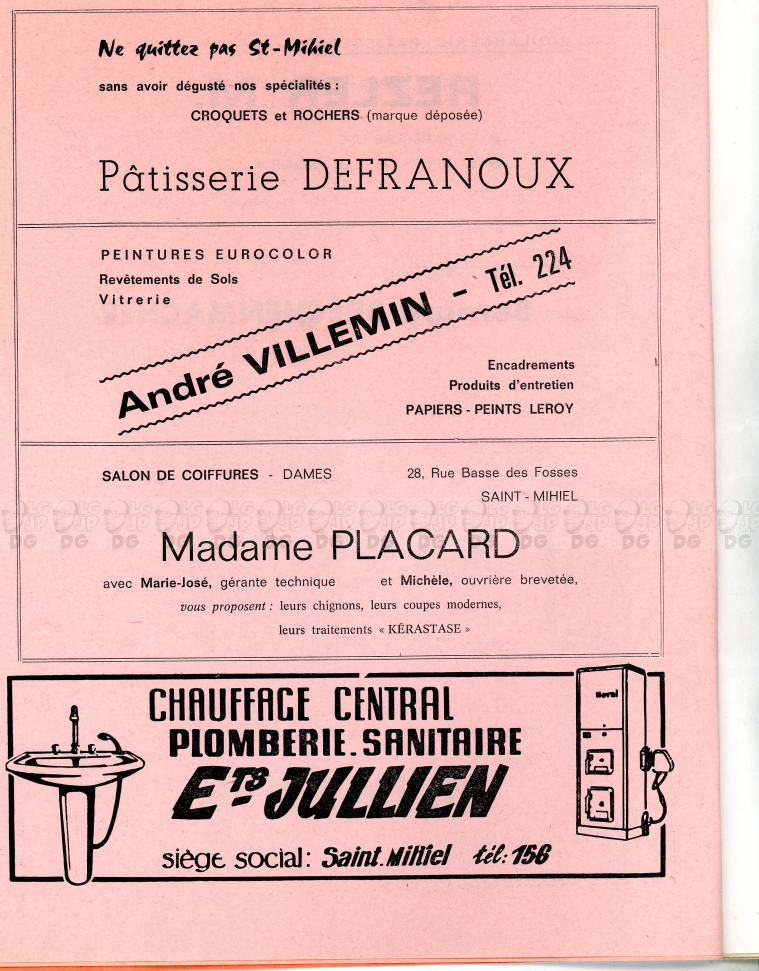 Ne quittez pas St-Mihiel
sans avoir dégusté nos spécialités :
CROQUETS et ROCHERS (marque déposée)
Pâtisserie DEFRANOUX
PEINTURES EUROCOLOR
Revêtements de Sols
Vitrerie
André VILLEMIN - Tél. 224
Encadrements
Produits d'entretien
PAPIERS - PEINTS LEROY
SALON DE COIFFURES - DAMES
28, Rue Basse des Fosses
SAINT - MIHIEL
Madame PLACARD
avec Marie-José, gérante technique et Michèle, ouvrière brevetée,
vous proposent : leurs chignons, leurs coupes modernes,
leurs traitements « KÉRASTASE »
CHAUFFAGE CENTRAL
PLOMBERIE.SANITAIRE
ETS JULLIEN
siège social: Saint.Mihiel tél: 156
Hoval